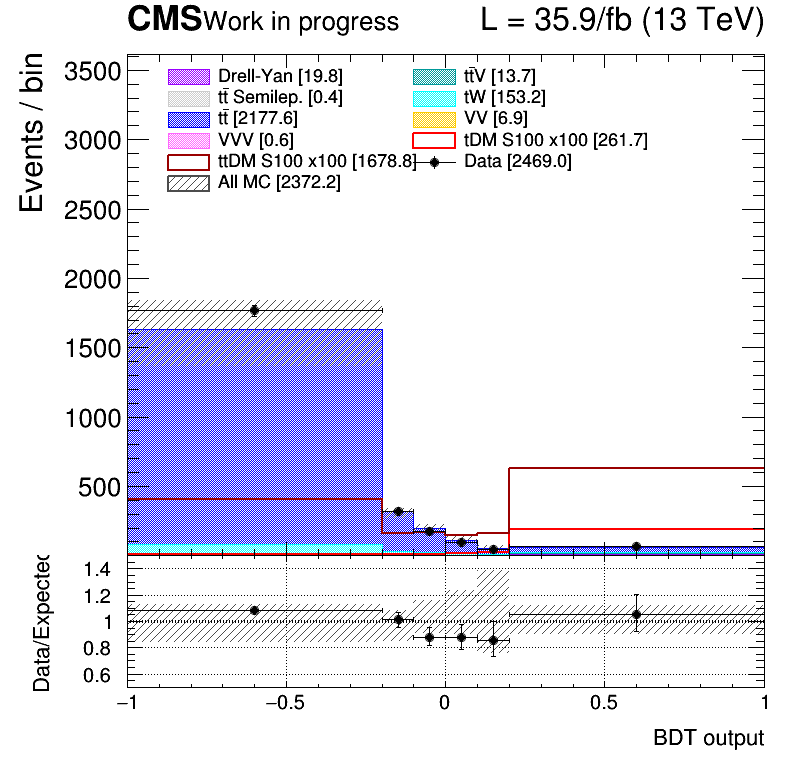 CMS Work in progress L = 35.9/fb (13 TeV)
Events / bin
3500
3000
2500
2000
1500
1000
500
Drell-Yan [19.8] tt̄V [13.7]
tt̄ Semilep. [0.4] tW [153.2]
tt̄ [2177.6] VV [6.9]
VVV [0.6] tDM S100 x100 [261.7]
ttDM S100 x100 [1678.8] Data [2469.0]
All MC [2372.2]
Data/Expected
1.4
1.2
1
0.8
0.6
−1 −0.5 0 0.5 1
BDT output